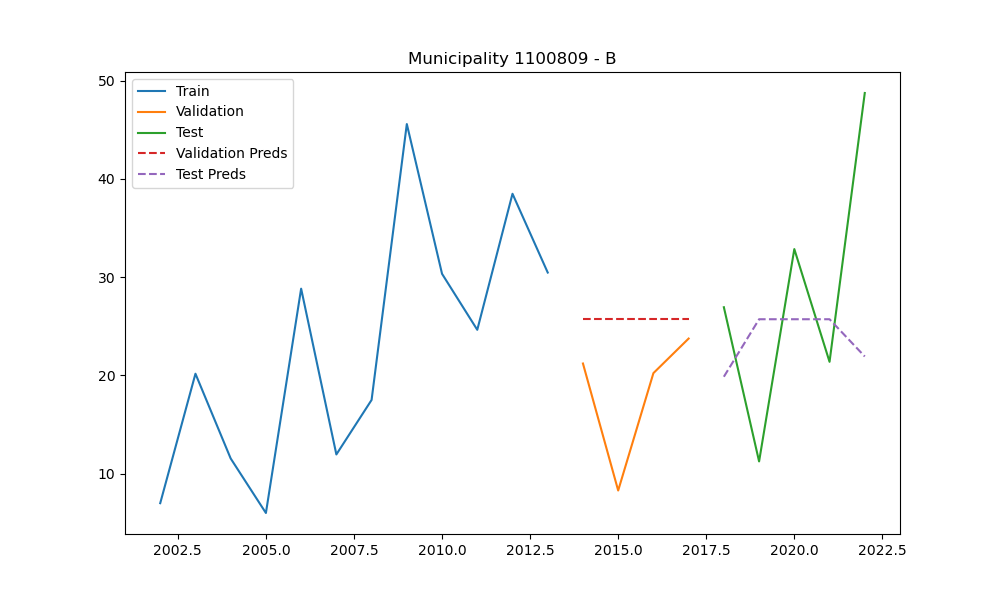 Municipality 1100809 - B
50
40
30
20
10
Train
Validation
Test
Validation Preds
Test Preds
2002.5 2005.0 2007.5 2010.0 2012.5 2015.0 2017.5 2020.0 2022.5